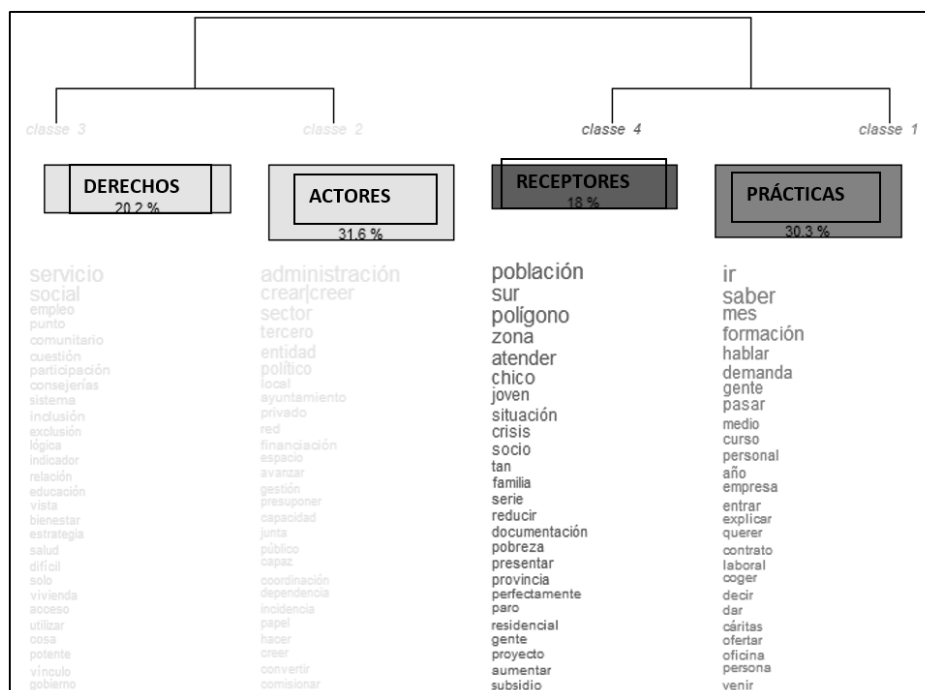 classe 3
classe 2
classe 4
classe 1
DERECHOS
20.2 %
ACTORES
31.6 %
RECEPTORES
18 %
PRÁCTICAS
30.3 %
servicio
social
empleo
punto
comunitario
cuestión
participación
consejerías
sistema
inclusión
exclusión
lógica
indicador
relación
educación
vista
bienestar
estrategia
salud
difícil
solo
vivienda
acceso
utilizar
cosa
potente
vínculo
gobierno
administración
crear|creer
sector
tercero
entidad
político
local
ayuntamiento
privado
red
financiación
espacio
avanzar
gestión
presuponer
capacidad
junta
público
capaz
coordinación
dependencia
incidencia
papel
hacer
creer
convertir
comisionar
población
sur
polígono
zona
atender
chico
joven
situación
crisis
socio
tan
familia
serie
reducir
documentación
pobreza
presentar
provincia
perfectamente
paro
residencial
gente
proyecto
aumentar
subsidio
ir
saber
mes
formación
hablar
demanda
gente
pasar
medio
curso
personal
año
empresa
entrar
explicar
querer
contrato
laboral
coger
decir
dar
cáritas
ofertar
oficina
persona
venir